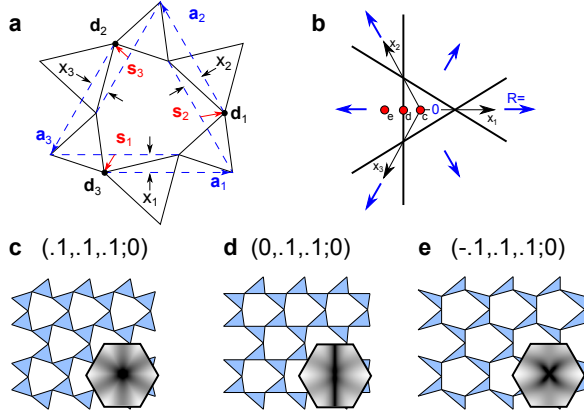 a
d₂
a₂
x₃
s₃
x₂
s₂
d₁
a₃
s₁
a₁
d₃
x₁
b
x₂
R=
0
e
d
c
x₁
x₃
c (.1,.1,.1;0)
d (0,.1,.1;0)
e (-.1,.1,.1;0)